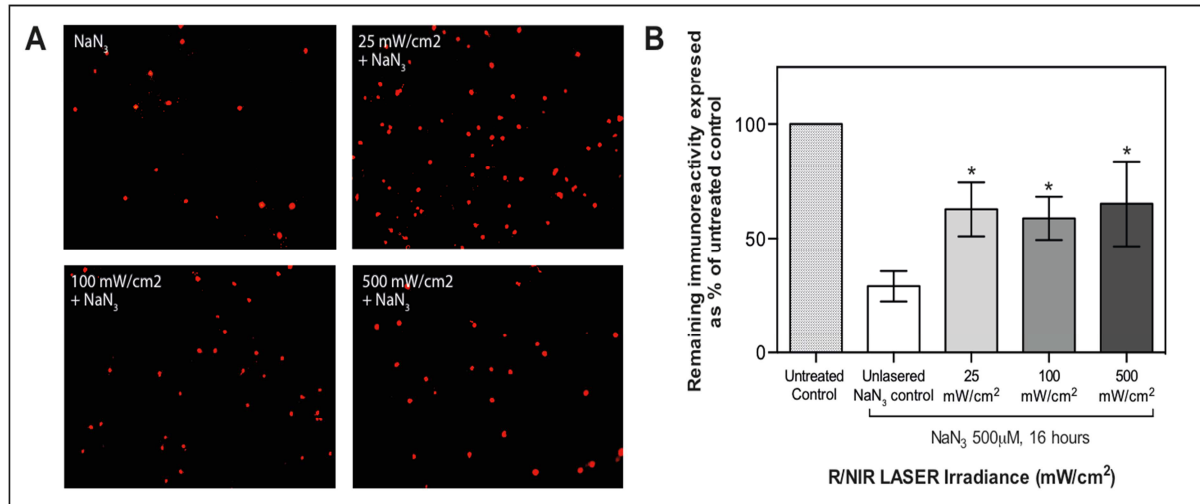 A
NaN₃
25 mW/cm2
+ NaN₃
100 mW/cm2
+ NaN₃
500 mW/cm2
+ NaN₃
B
Remaining immunoreactivity expresed
as % of untreated control
100
50
0
*
*
*
Untreated
Control
Unlasered
NaN₃ control
25
mW/cm²
100
mW/cm²
500
mW/cm²
NaN₃ 500µM, 16 hours
R/NIR LASER Irradiance (mW/cm²)